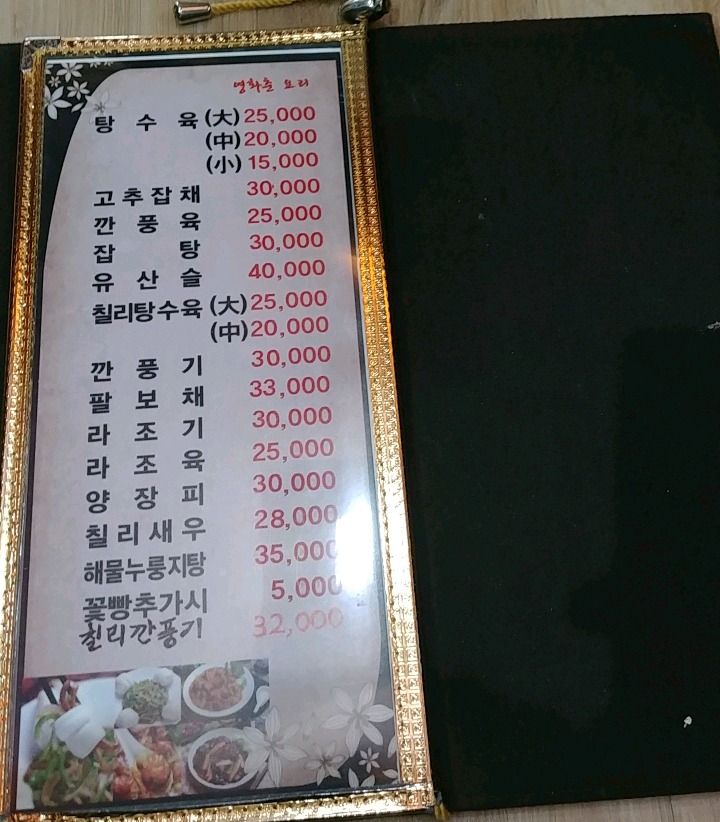 영화춘 요리
탕 수 육 (大) 25,000
(中) 20,000
(小) 15,000
고 추 잡 채 30,000
깐 풍 육 25,000
잡 탕 30,000
유 산 슬 40,000
칠리탕수육 (大) 25,000
(中) 20,000
깐 풍 기 30,000
팔 보 채 33,000
라 조 기 30,000
라 조 육 25,000
양 장 피 30,000
칠 리 새 우 28,000
해물누룽지탕 35,000
꽃빵추가시 5,000
칠리깐풍기 32,000